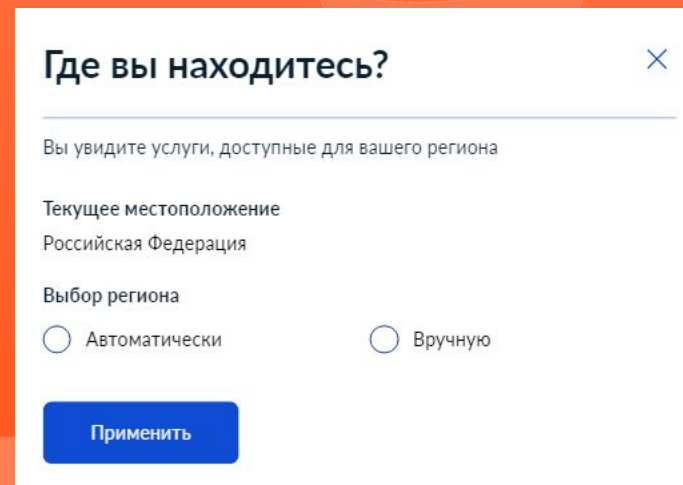 Где вы находитесь?
Вы увидите услуги, доступные для вашего региона
Текущее местоположение
Российская Федерация
Выбор региона
Автоматически Вручную
Применить